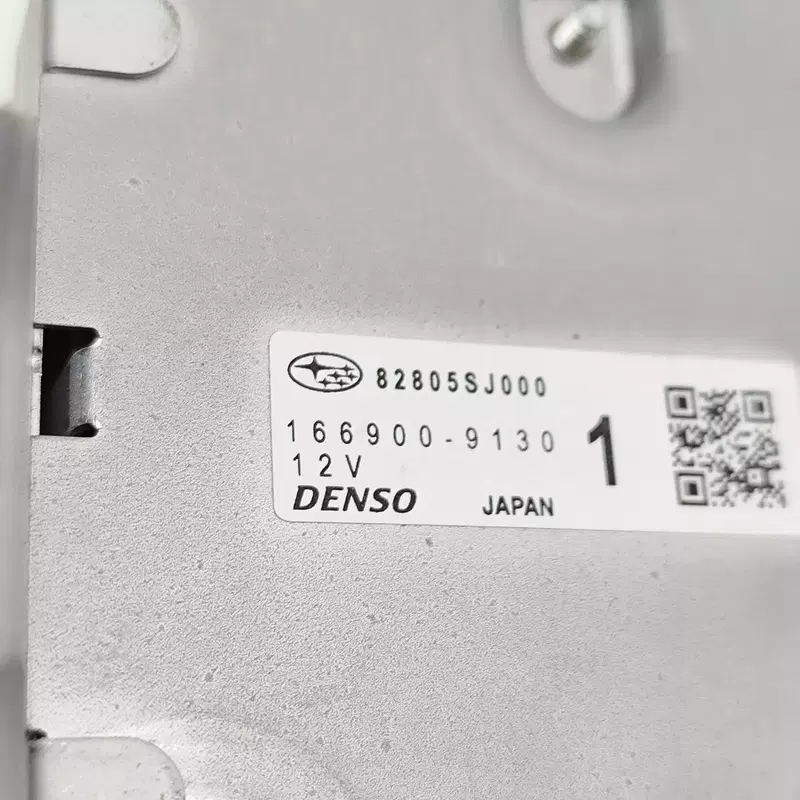 82805SJ000
166900-9130 1
12V
DENSO JAPAN